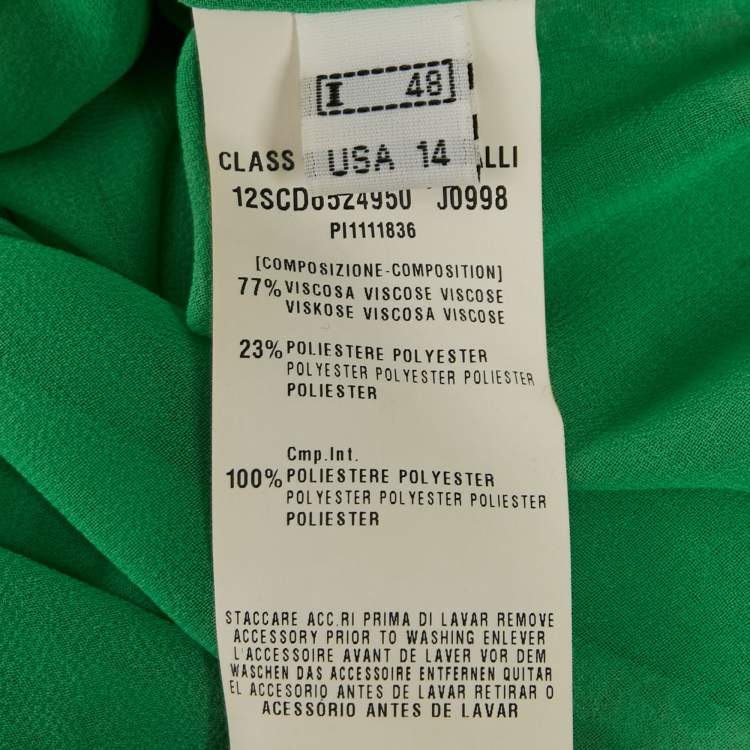 I 48
USA 14
CLASS ALLI
12SCD0524950 J0998
PI1111836
[COMPOSIZIONE-COMPOSITION]
77% VISCOSA VISCOSE VISCOSE
VISKOSE VISCOSA VISCOSE
23% POLIESTERE POLYESTER
POLYESTER POLYESTER POLIESTER
POLIESTER
Cmp.Int.
100% POLIESTERE POLYESTER
POLYESTER POLYESTER POLIESTER
POLIESTER
STACCARE ACC.RI PRIMA DI LAVAR REMOVE
ACCESSORY PRIOR TO WASHING ENLEVER
L'ACCESSOIRE AVANT DE LAVER VOR DEM
WASCHEN DAS ACCESSOIRE ENTFERNEN QUITAR
EL ACCESORIO ANTES DE LAVAR RETIRAR O
ACESSÓRIO ANTES DE LAVAR